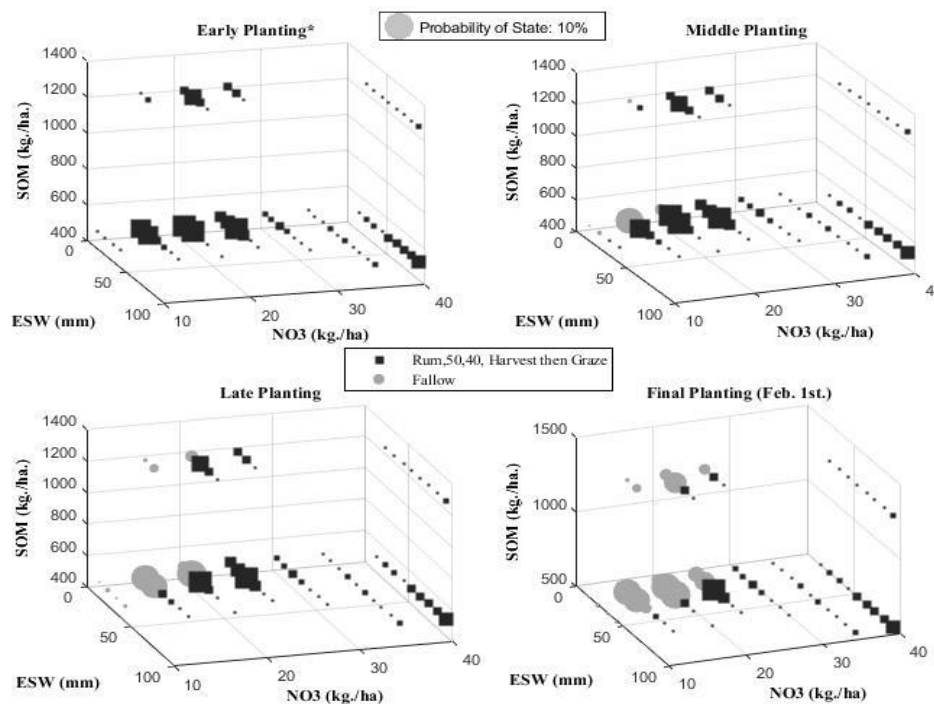 Probability of State: 10%
Early Planting*
1400
1200
1000
800
600
400
SOM (kg./ha.)
0
50
100
ESW (mm)
10
20
30
40
NO3 (kg./ha)
Middle Planting
1400
1200
1000
800
600
400
SOM (kg./ha.)
0
50
100
ESW (mm)
10
20
30
4
NO3 (kg./ha)
Rum,50,40, Harvest then Graze
Fallow
Late Planting
1400
1200
1000
800
600
400
SOM (kg./ha.)
0
50
100
ESW (mm)
10
20
30
40
NO3 (kg./ha)
Final Planting (Feb. 1st.)
1500
1000
500
SOM (kg./ha.)
0
50
100
ESW (mm)
10
20
30
40
NO3 (kg./ha)